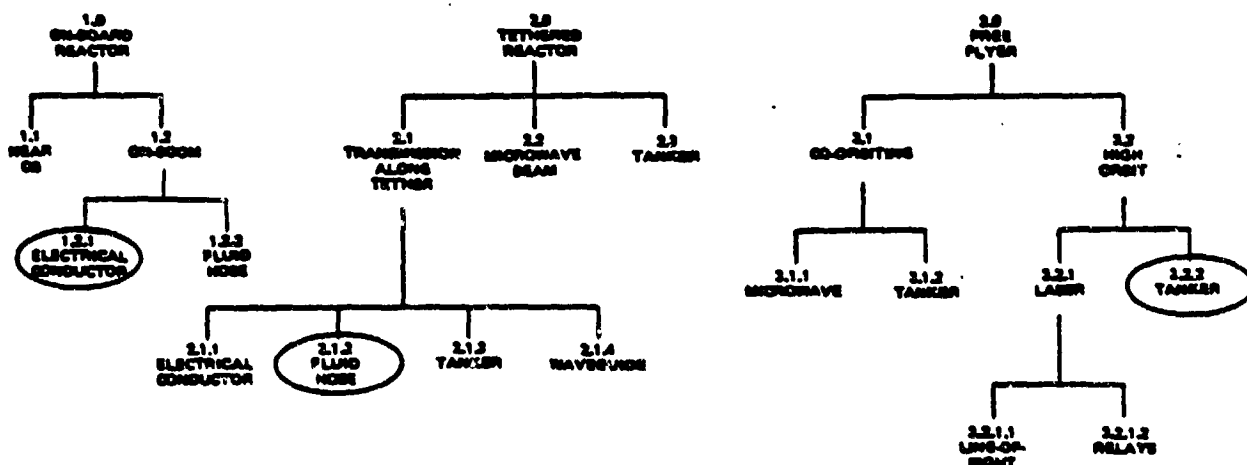 1.0
ON-BOARD
REACTOR
2.0
TETHERED
REACTOR
3.0
FREE
FLYER
1.1
NEAR
OB
1.2
ON-BOOM
2.1
TRANSMISSION
ALONG
TETHER
2.2
MICROWAVE
BEAM
2.3
TANKER
3.1
CO-ORBITING
3.2
HIGH
ORBIT
1.2.1
ELECTRICAL
CONDUCTOR
1.2.2
FLUID
HOSE
3.1.1
MICROWAVE
3.1.2
TANKER
3.2.1
LASER
3.2.2
TANKER
2.1.1
ELECTRICAL
CONDUCTOR
2.1.2
FLUID
HOSE
2.1.3
TANKER
2.1.4
WAVEGUIDE
3.2.1.1
LINE-OF-
SIGHT
3.2.1.2
RELAYS